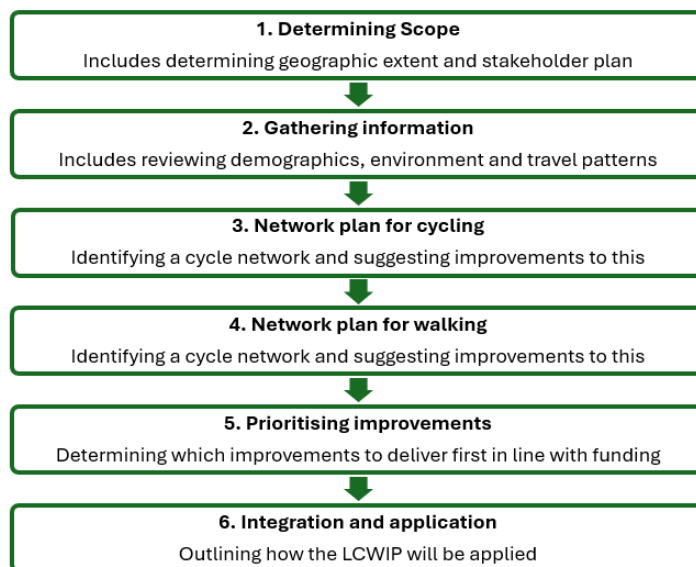 1. Determining Scope
Includes determining geographic extent and stakeholder plan
2. Gathering information
Includes reviewing demographics, environment and travel patterns
3. Network plan for cycling
Identifying a cycle network and suggesting improvements to this
4. Network plan for walking
Identifying a cycle network and suggesting improvements to this
5. Prioritising improvements
Determining which improvements to deliver first in line with funding
6. Integration and application
Outlining how the LCWIP will be applied